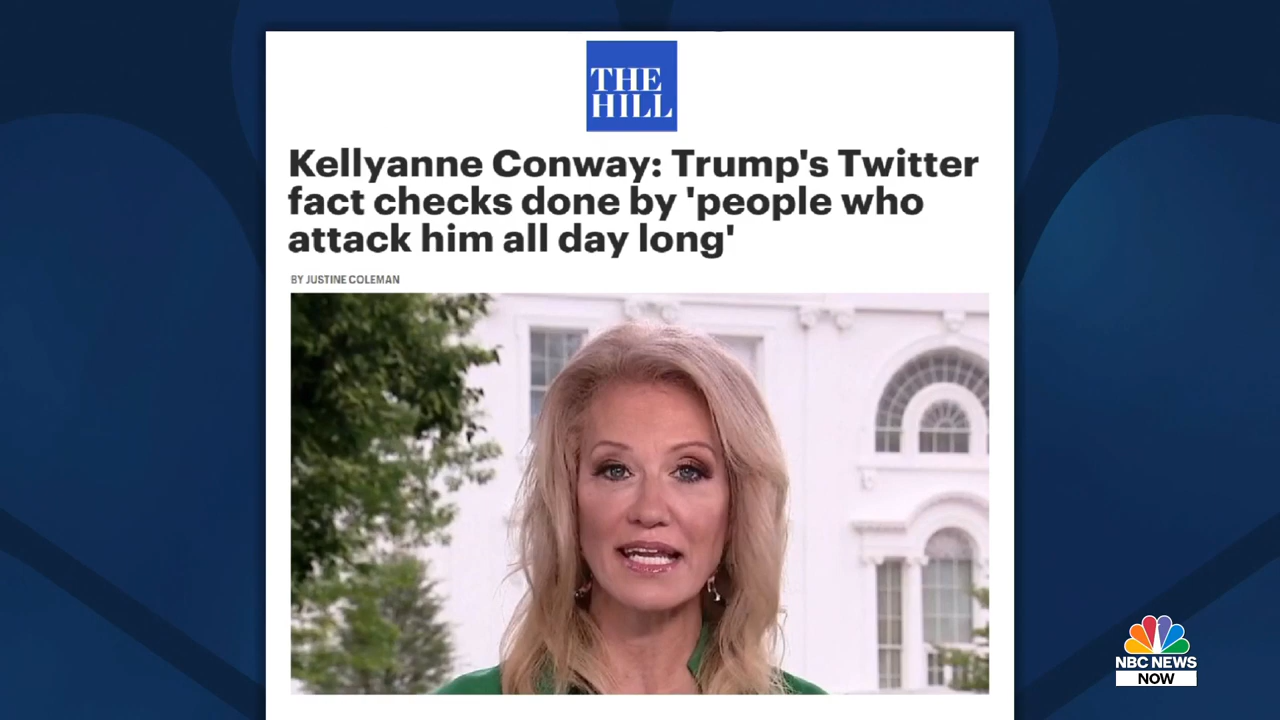 THE
HILL
Kellyanne Conway: Trump's Twitter
fact checks done by 'people who
attack him all day long'
BY JUSTINE COLEMAN
NBC NEWS
NOW